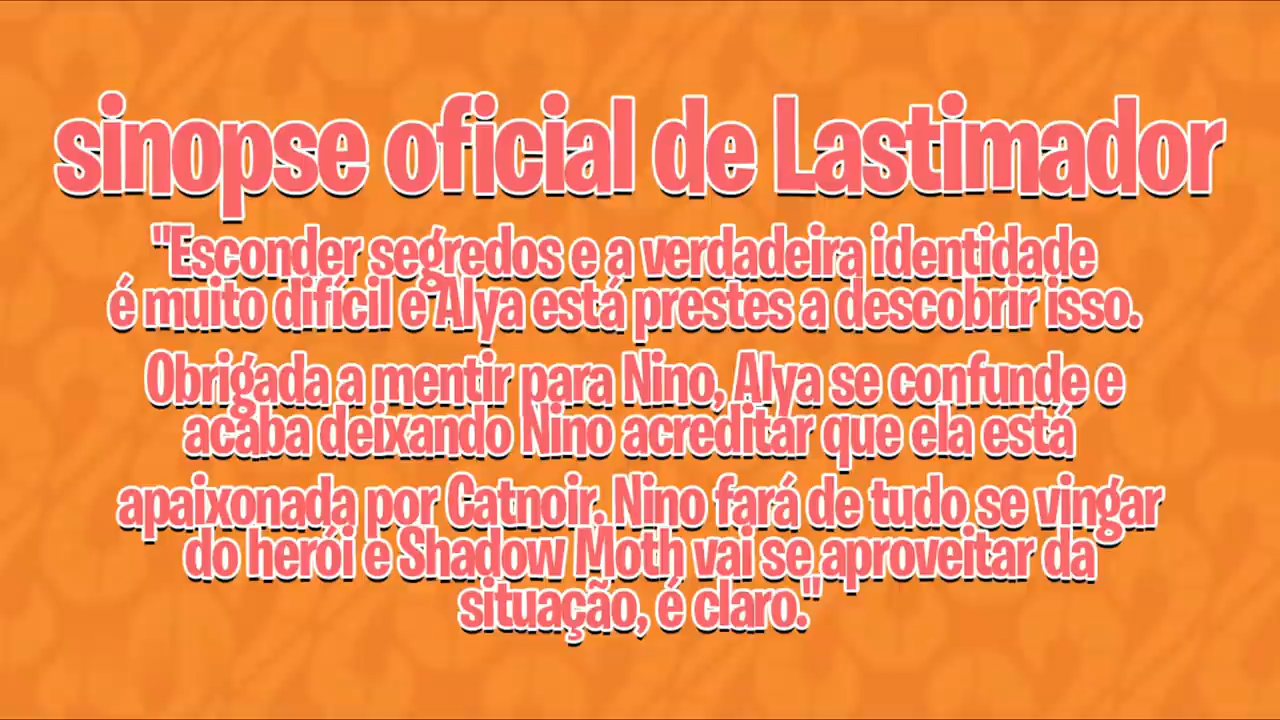 sinopse oficial de Lastimador
"Esconder segredos e a verdadeira identidade
é muito difícil e Alya está prestes a descobrir isso.
Obrigada a mentir para Nino, Alya se confunde e
acaba deixando Nino acreditar que ela está
apaixonada por Catnoir. Nino fará de tudo se vingar
do herói e Shadow Moth vai se aproveitar da
situação, é claro."